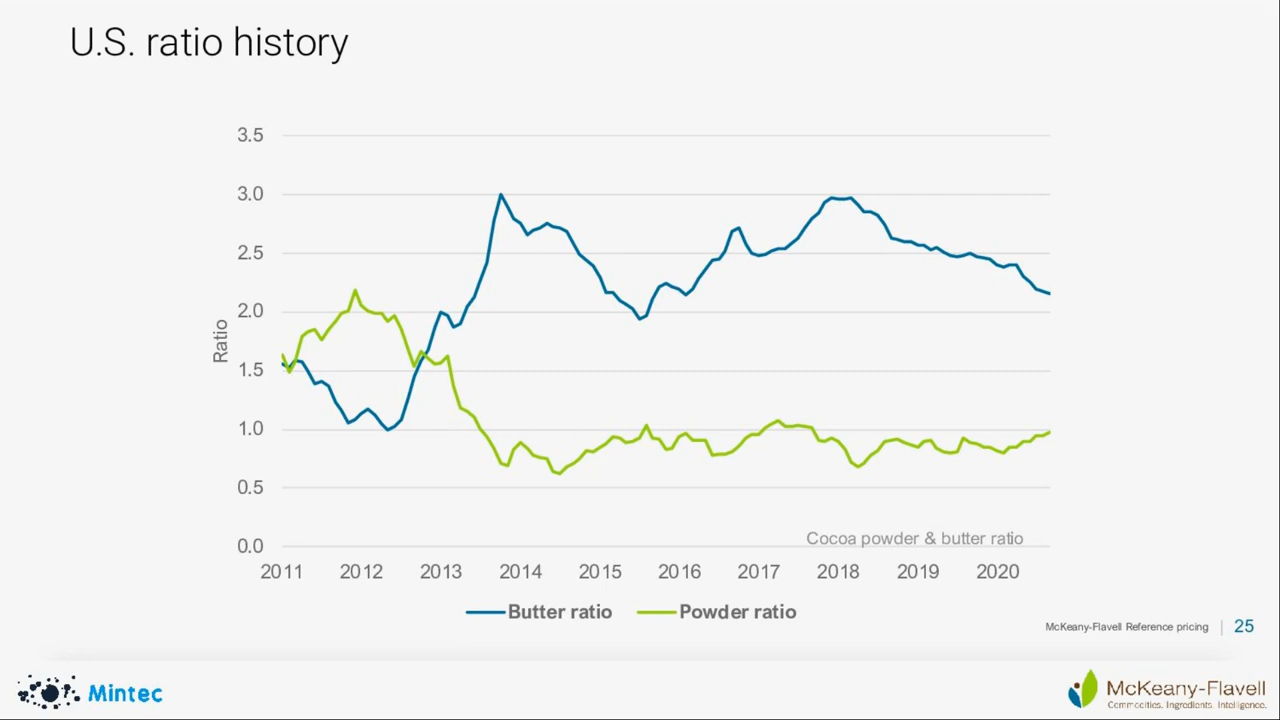 U.S. ratio history
3.5
3.0
2.5
2.0
1.5
1.0
0.5
0.0
Ratio
Cocoa powder & butter ratio
2011 2012 2013 2014 2015 2016 2017 2018 2019 2020
Butter ratio Powder ratio
McKeany-Flavell Reference pricing | 25
Mintec
McKeany-Flavell
Commodities. Ingredients. Intelligence.